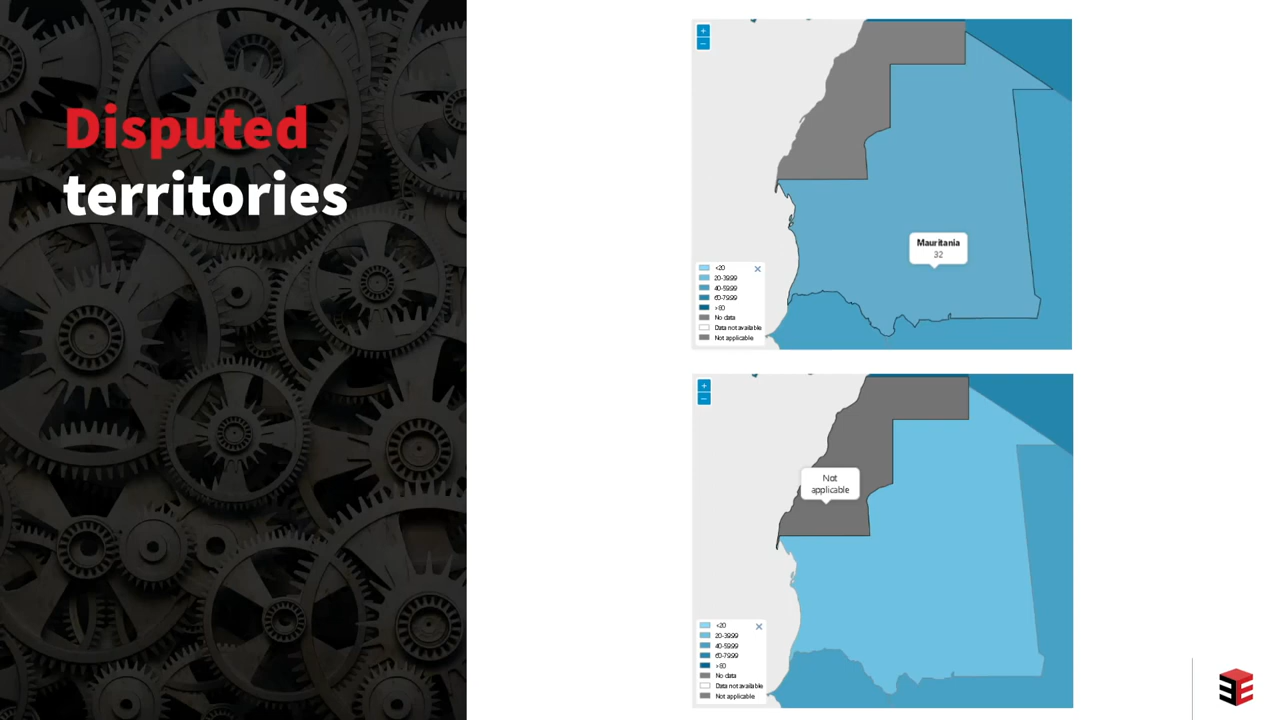 Disputed
territories
+
−
Mauritania
32
<20
20-39.99
40-59.99
60-79.99
>80
No data
Data not available
Not applicable
+
−
Not
applicable
<20
20-39.99
40-59.99
60-79.99
>80
No data
Data not available
Not applicable